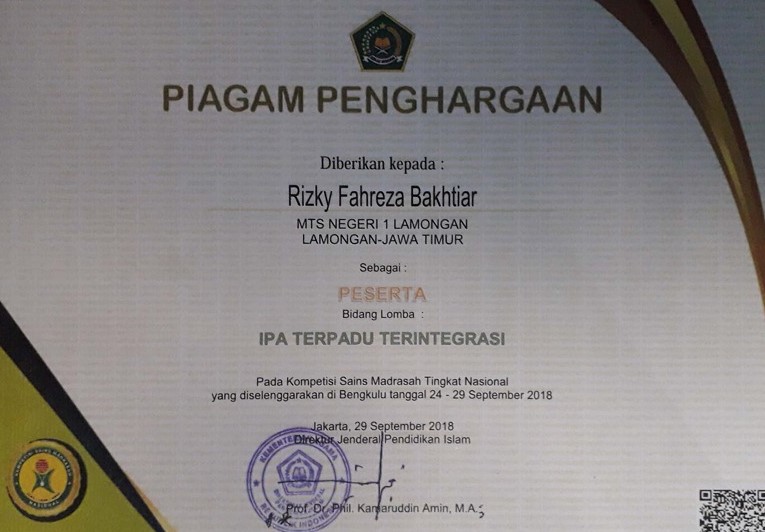 PIAGAM PENGHARGAAN
Diberikan kepada :
Rizky Fahreza Bakhtiar
MTS NEGERI 1 LAMONGAN
LAMONGAN-JAWA TIMUR
Sebagai :
PESERTA
Bidang Lomba :
IPA TERPADU TERINTEGRASI
Pada Kompetisi Sains Madrasah Tingkat Nasional
yang diselenggarakan di Bengkulu tanggal 24 - 29 September 2018
Jakarta, 29 September 2018
Direktur Jenderal Pendidikan Islam
Prof. Dr. Phil. Kamaruddin Amin, M.A.